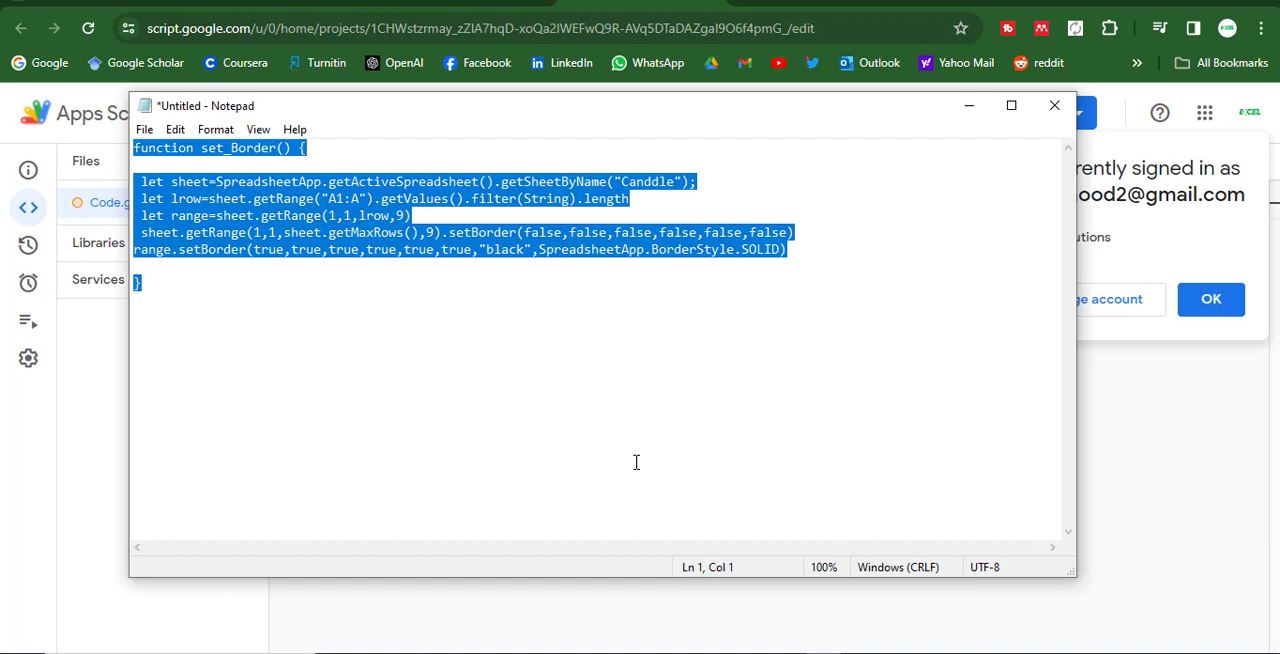 script.google.com/u/0/home/projects/1CHWstzrmay_zZIA7hqD-xoQa2IWEFwQ9R-AVq5DTaDAZgaI9O6f4pmG_/edit
Google Google Scholar Coursera Turnitin OpenAI Facebook LinkedIn WhatsApp Outlook Yahoo Mail reddit » All Bookmarks
Apps Sc
*Untitled - Notepad
EXCEL
File Edit Format View Help
Files
Code.g
Libraries
Services
function set_Border() {
let sheet=SpreadsheetApp.getActiveSpreadsheet().getSheetByName("Canddle");
let lrow=sheet.getRange("A1:A").getValues().filter(String).length
let range=sheet.getRange(1,1,lrow,9)
sheet.getRange(1,1,sheet.getMaxRows(),9).setBorder(false,false,false,false,false,false)
range.setBorder(true,true,true,true,true,true,"black",SpreadsheetApp.BorderStyle.SOLID)
}
rently signed in as
ood2@gmail.com
utions
ge account
OK
Ln 1, Col 1 100% Windows (CRLF) UTF-8